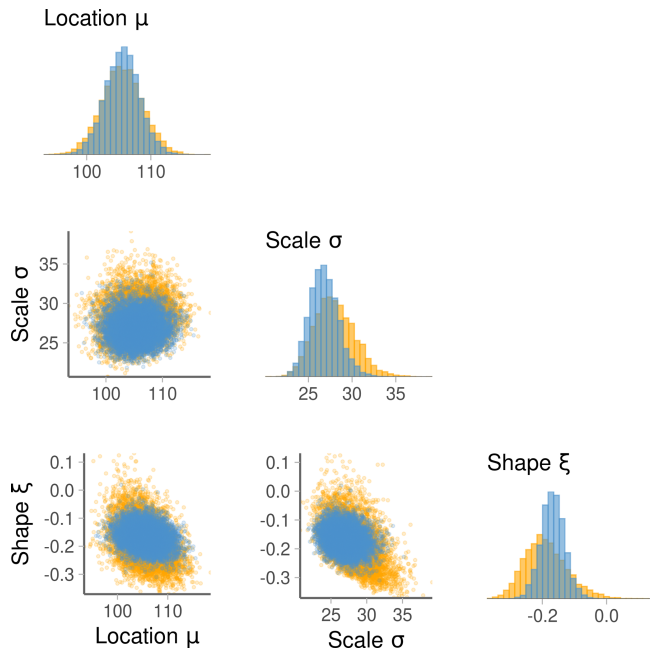 Location μ
100 110
Scale σ
35
30
25
100 110
Scale σ
25 30 35
Shape ξ
0.1
0.0
-0.1
-0.2
-0.3
100 110
Location μ
0.1
0.0
-0.1
-0.2
-0.3
25 30 35
Scale σ
Shape ξ
-0.2 0.0